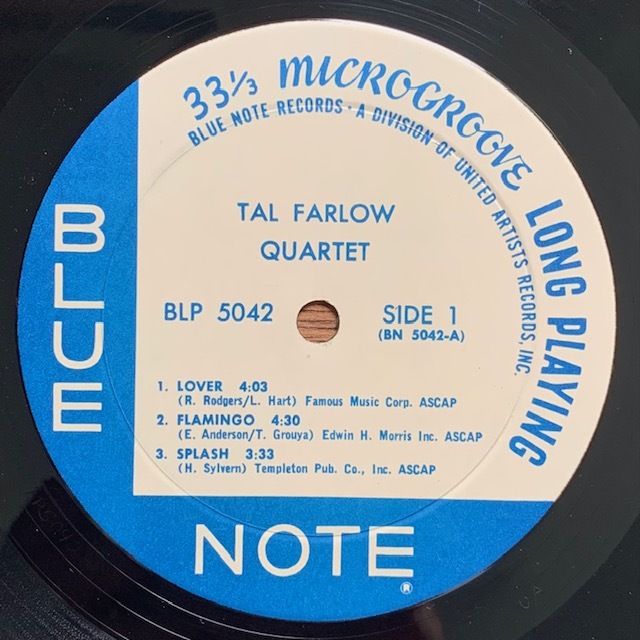 33⅓ MICROGROOVE LONG PLAYING
BLUE NOTE RECORDS · A DIVISION OF UNITED ARTISTS RECORDS, INC.
TAL FARLOW
QUARTET
BLP 5042 SIDE 1
(BN 5042-A)
1. LOVER 4:03
(R. Rodgers/L. Hart) Famous Music Corp. ASCAP
2. FLAMINGO 4:30
(E. Anderson/T. Grouya) Edwin H. Morris Inc. ASCAP
3. SPLASH 3:33
(H. Sylvern) Templeton Pub. Co., Inc. ASCAP
BLUE
NOTE®